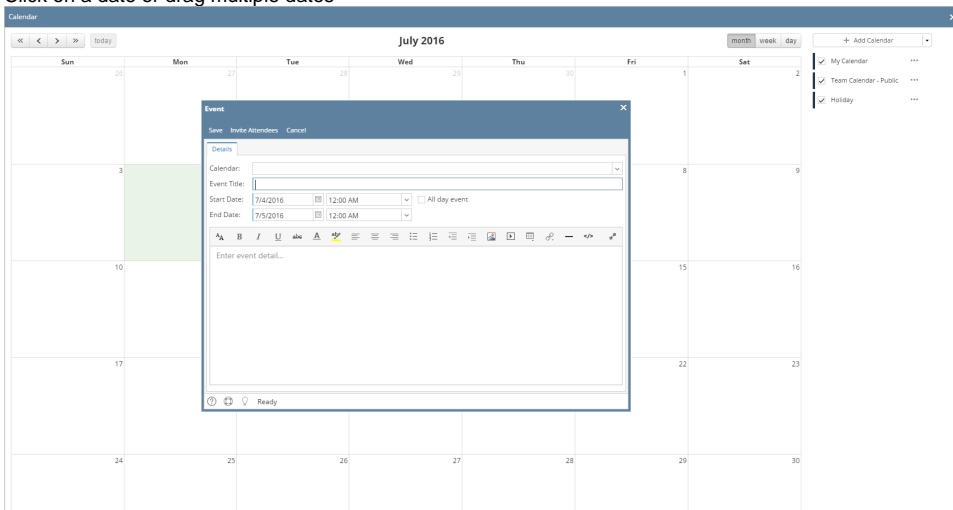 Click on a date or drag multiple dates
Calendar
today
July 2016
month week day
+ Add Calendar
Sun Mon Tue Wed Thu Fri Sat
My Calendar
Team Calendar - Public
Holiday
26 27 28 29 30 1 2
Event
Save Invite Attendees Cancel
Details
Calendar:
3 8 9
Event Title:
Start Date: 7/4/2016 12:00 AM All day event
End Date: 7/5/2016 12:00 AM
AA B I U abc A aby
Enter event detail...
10 15 16
17 22 23
Ready
24 25 26 27 28 29 30